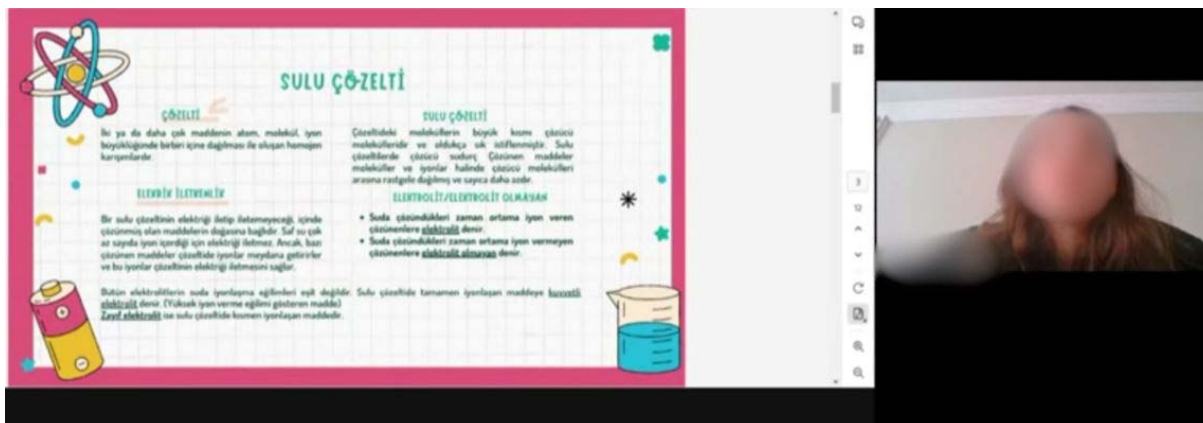 SULU ÇÖZELTİ
ÇÖZELTİ
İki ya da daha çok maddenin atom, molekül, iyon
büyüklüğünde birbiri içine dağılması ile oluşan homojen
karışımlardır.
ELEKRİK İLETKENLİK
Bir sulu çözeltinin elektriği iletip iletemeyeceği, içinde
çözünmüş olan maddelerin doğasına bağlıdır. Saf su çok
az sayıda iyon içerdiği için elektriği iletmez. Ancak, bazı
çözünen maddeler çözeltide iyonlar meydana getirirler
ve bu iyonlar çözeltinin elektriği iletmesini sağlar.
SULU ÇÖZELTİ
Çözeltideki moleküllerin büyük kısmı çözücü
molekülleridir ve oldukça sık istiflenmiştir. Sulu
çözeltilerde çözücü sudur. Çözünen maddeler
moleküller ve iyonlar halinde çözücü molekülleri
arasına rastgele dağılmış ve sayıca daha azdır.
ELEKTROLİT/ELEKTROLİT OLMAYAN
• Suda çözündükleri zaman ortama iyon veren
çözünenlere elektrolit denir.
• Suda çözündükleri zaman ortama iyon vermeyen
çözünenlere elektrolit olmayan denir.
Bütün elektrolitlerin suda iyonlaşma eğilimleri eşit değildir. Sulu çözeltide tamamen iyonlaşan maddeye kuvvetli
elektrolit denir. (Yüksek iyon verme eğilimi gösteren madde)
Zayıf elektrolit ise sulu çözeltide kısmen iyonlaşan maddedir.
3
12